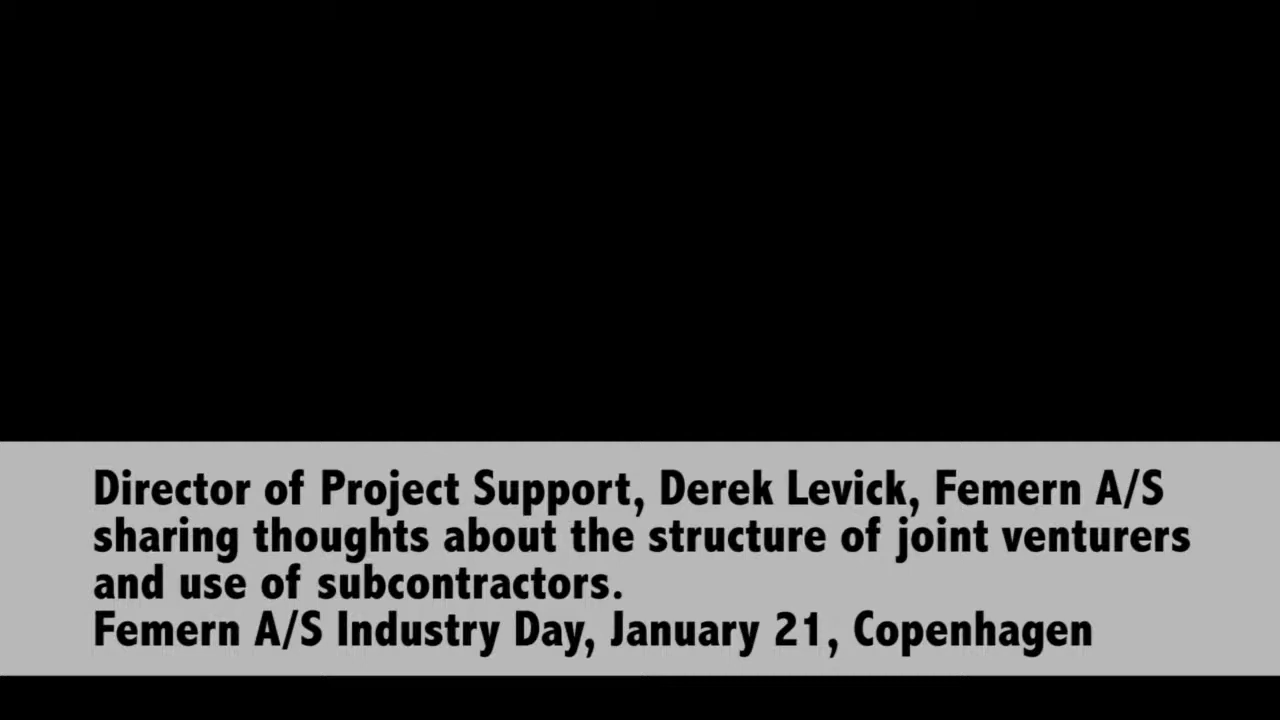 Director of Project Support, Derek Levick, Femern A/S
sharing thoughts about the structure of joint venturers
and use of subcontractors.
Femern A/S Industry Day, January 21, Copenhagen